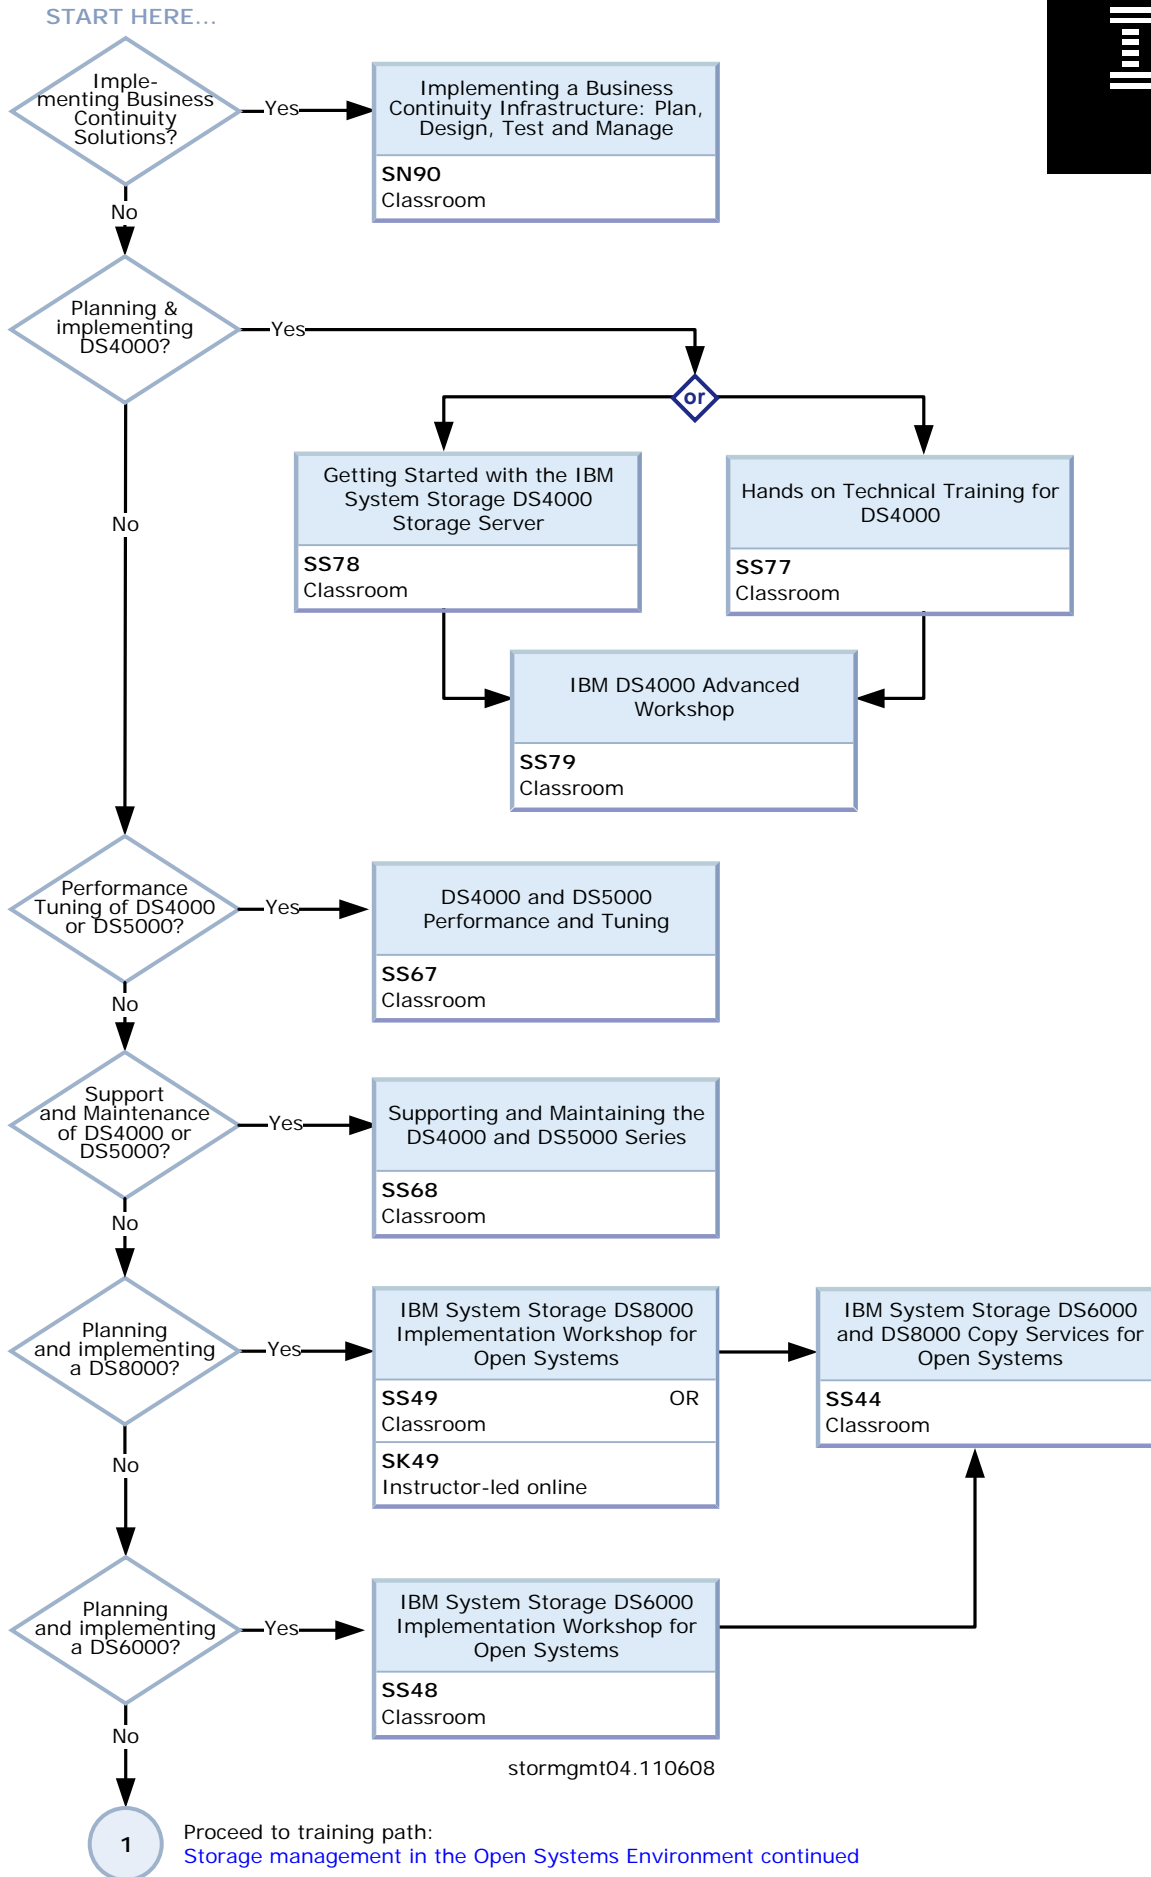 START HERE...
Imple-
menting Business
Continuity
Solutions?
Yes
Implementing a Business
Continuity Infrastructure: Plan,
Design, Test and Manage
SN90
Classroom
No
Planning &
implementing
DS4000?
Yes
or
Getting Started with the IBM
System Storage DS4000
Storage Server
SS78
Classroom
Hands on Technical Training for
DS4000
SS77
Classroom
No
IBM DS4000 Advanced
Workshop
SS79
Classroom
Performance
Tuning of DS4000
or DS5000?
Yes
DS4000 and DS5000
Performance and Tuning
SS67
Classroom
No
Support
and Maintenance
of DS4000 or
DS5000?
Yes
Supporting and Maintaining the
DS4000 and DS5000 Series
SS68
Classroom
No
Planning
and implementing
a DS8000?
Yes
IBM System Storage DS8000
Implementation Workshop for
Open Systems
SS49 OR
Classroom
SK49
Instructor-led online
IBM System Storage DS6000
and DS8000 Copy Services for
Open Systems
SS44
Classroom
No
Planning
and implementing
a DS6000?
Yes
IBM System Storage DS6000
Implementation Workshop for
Open Systems
SS48
Classroom
No
stormgmt04.110608
1
Proceed to training path:
Storage management in the Open Systems Environment continued